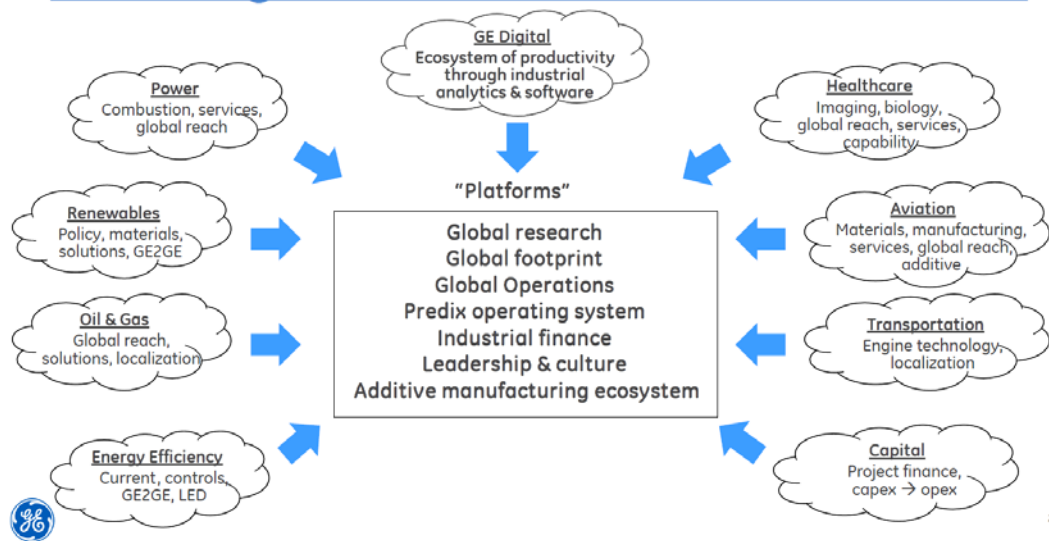 GE Digital
Ecosystem of productivity
through industrial
analytics & software
Power
Combustion, services,
global reach
Healthcare
Imaging, biology,
global reach, services,
capability
"Platforms"
Renewables
Policy, materials,
solutions, GE2GE
Aviation
Materials, manufacturing,
services, global reach,
additive
Global research
Global footprint
Global Operations
Predix operating system
Industrial finance
Leadership & culture
Additive manufacturing ecosystem
Oil & Gas
Global reach,
solutions, localization
Transportation
Engine technology,
localization
Energy Efficiency
Current, controls,
GE2GE, LED
Capital
Project finance,
capex → opex
GE